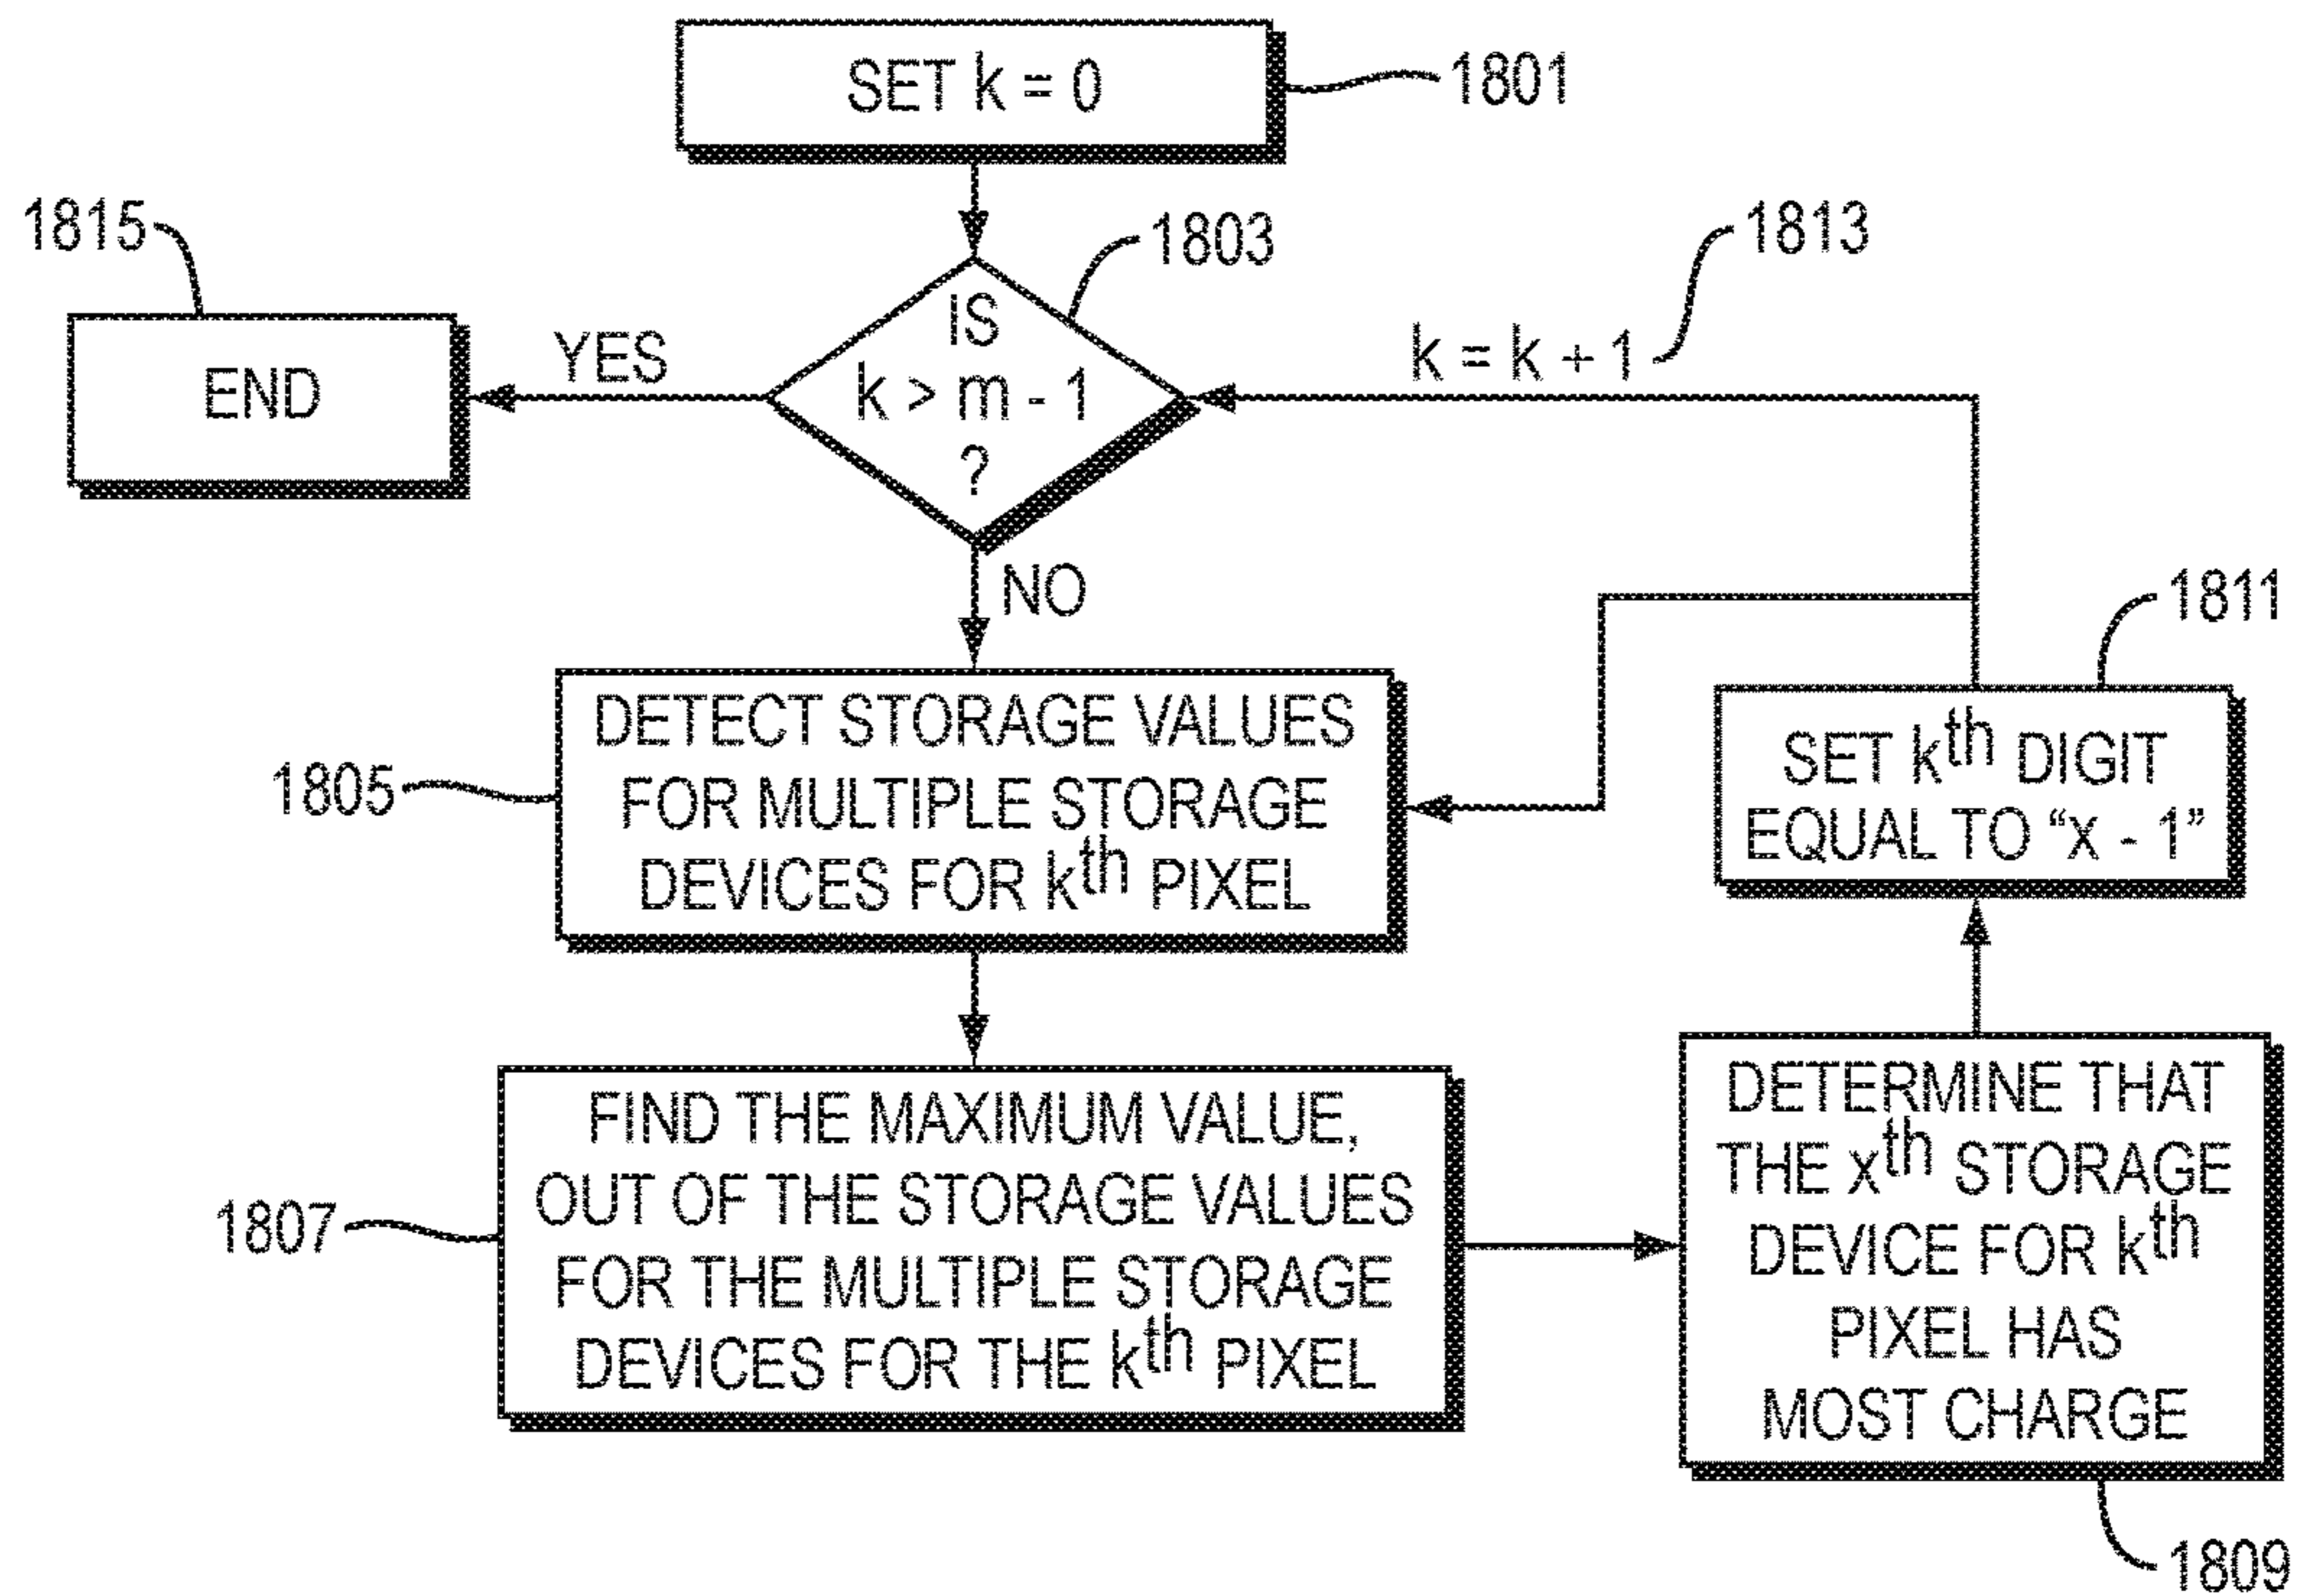 SET k = 0
1801
1815
1803
1813
END
YES
IS
k > m - 1
?
k = k + 1
NO
1811
1805
DETECT STORAGE VALUES
FOR MULTIPLE STORAGE
DEVICES FOR kth PIXEL
SET kth DIGIT
EQUAL TO “x - 1”
1807
FIND THE MAXIMUM VALUE,
OUT OF THE STORAGE VALUES
FOR THE MULTIPLE STORAGE
DEVICES FOR THE kth PIXEL
DETERMINE THAT
THE xth STORAGE
DEVICE FOR kth
PIXEL HAS
MOST CHARGE
1809